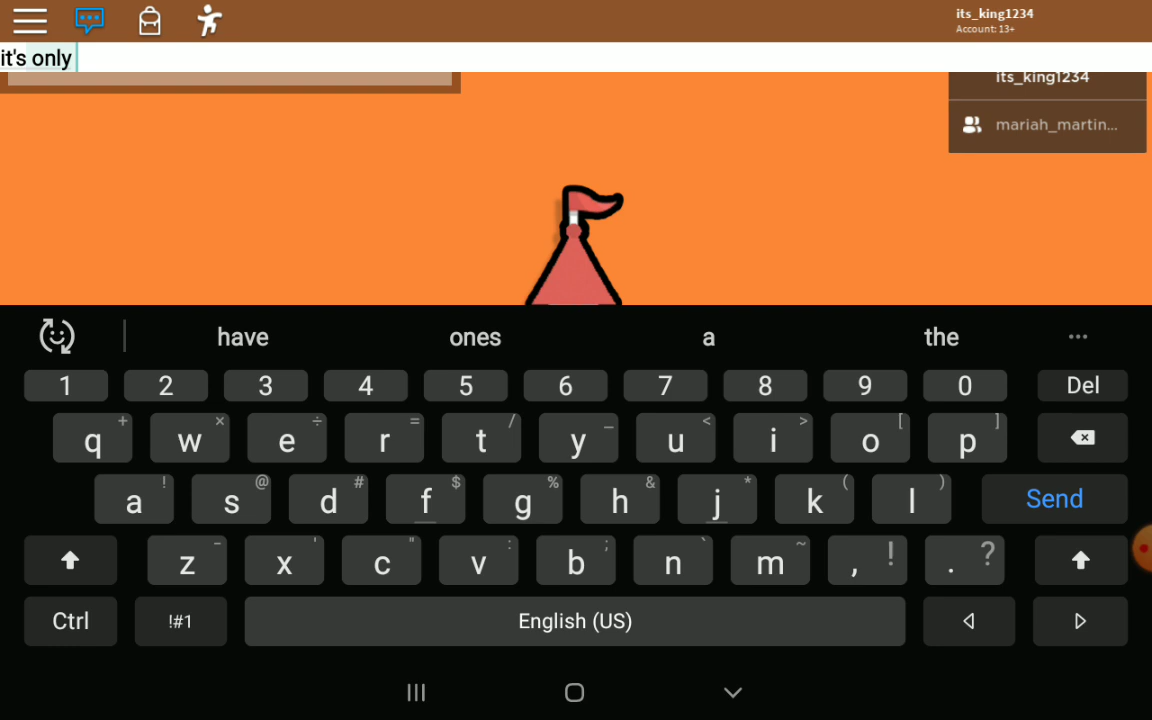 its_king1234
Account: 13+
it's only
its_king1234
mariah_martin...
have ones a the ...
1 2 3 4 5 6 7 8 9 0 Del
q + w × e ÷ r = t / y _ u < i > o [ p ]
a ! s @ d # f $ g % h & j * k ( l ) Send
z - x ' c " v : b ; n ` m ~ , ! . ?
Ctrl !#1 English (US)